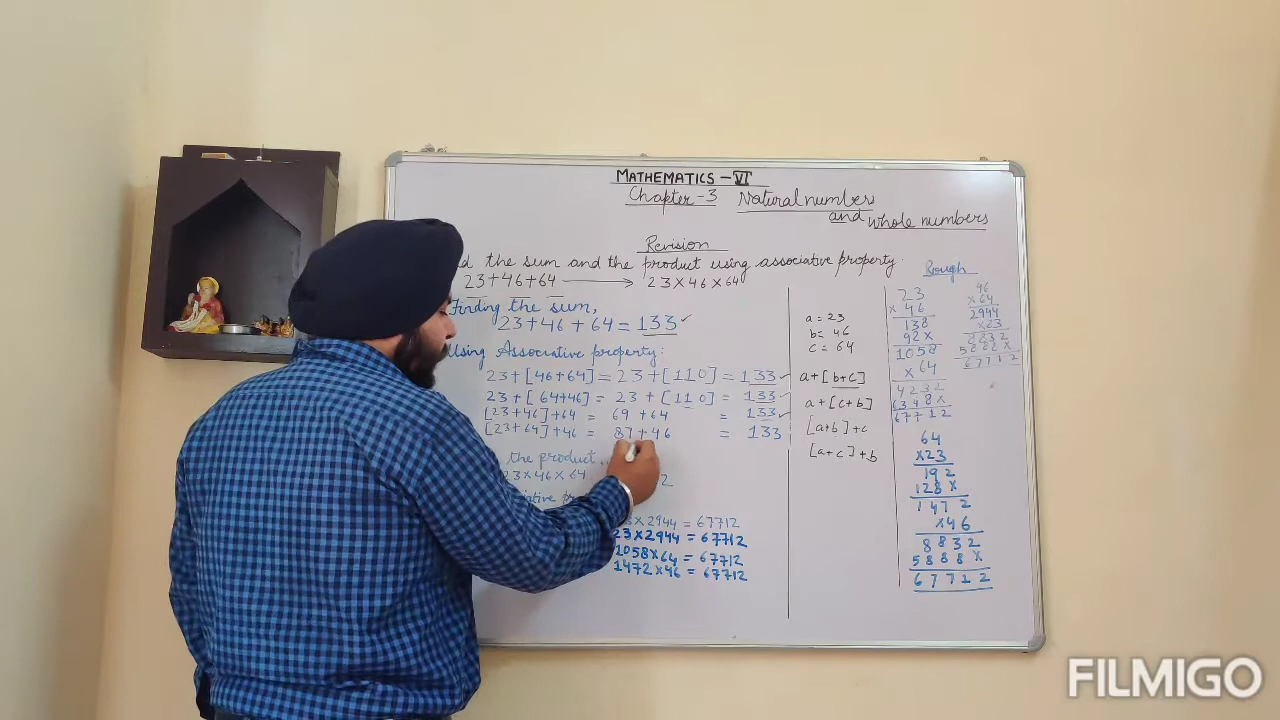 MATHEMATICS - VI
Chapter - 3 Natural numbers
and whole numbers
Revision
the sum and the product using associative property.
23+46+64 → 23×46×64
Finding the sum,
23+46+64 = 133 ✓
Using Associative property:
23+[46+64] = 23+[110] = 133 ✓
23+[64+46] = 23+[110] = 133 ✓
[23+46]+64 = 69+64 = 133 ✓
[23+64]+46 = 87+46 = 133
the product
23×46×64
×2944 = 67712
23×2944 = 67712
1058×64 = 67712
1472×46 = 67712
a = 23
b = 46
c = 64
a+[b+c]
a+[c+b]
[a+b]+c
[a+c]+b
Rough
23
×46
138
92×
1058
×64
4232
6348×
67712
46
×64
2944
×23
8832
5888×
67712
64
×23
192
128×
1472
×46
8832
5888×
67712
FILMIGO